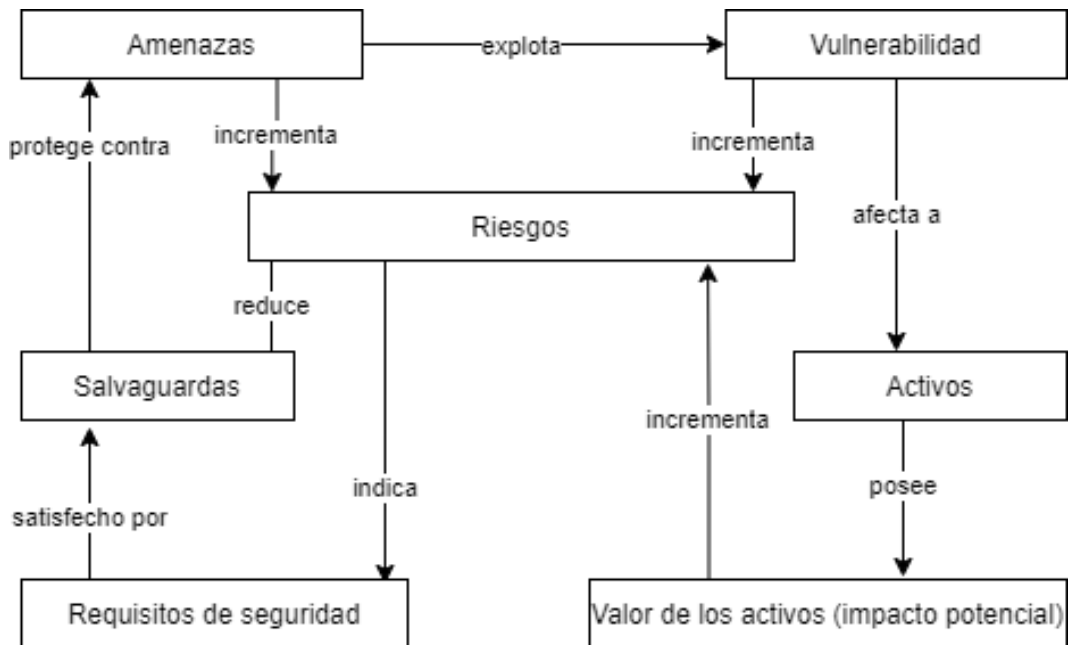 Amenazas
explota
Vulnerabilidad
protege contra
incrementa
incrementa
Riesgos
afecta a
reduce
Salvaguardas
Activos
incrementa
indica
posee
satisfecho por
Requisitos de seguridad
Valor de los activos (impacto potencial)